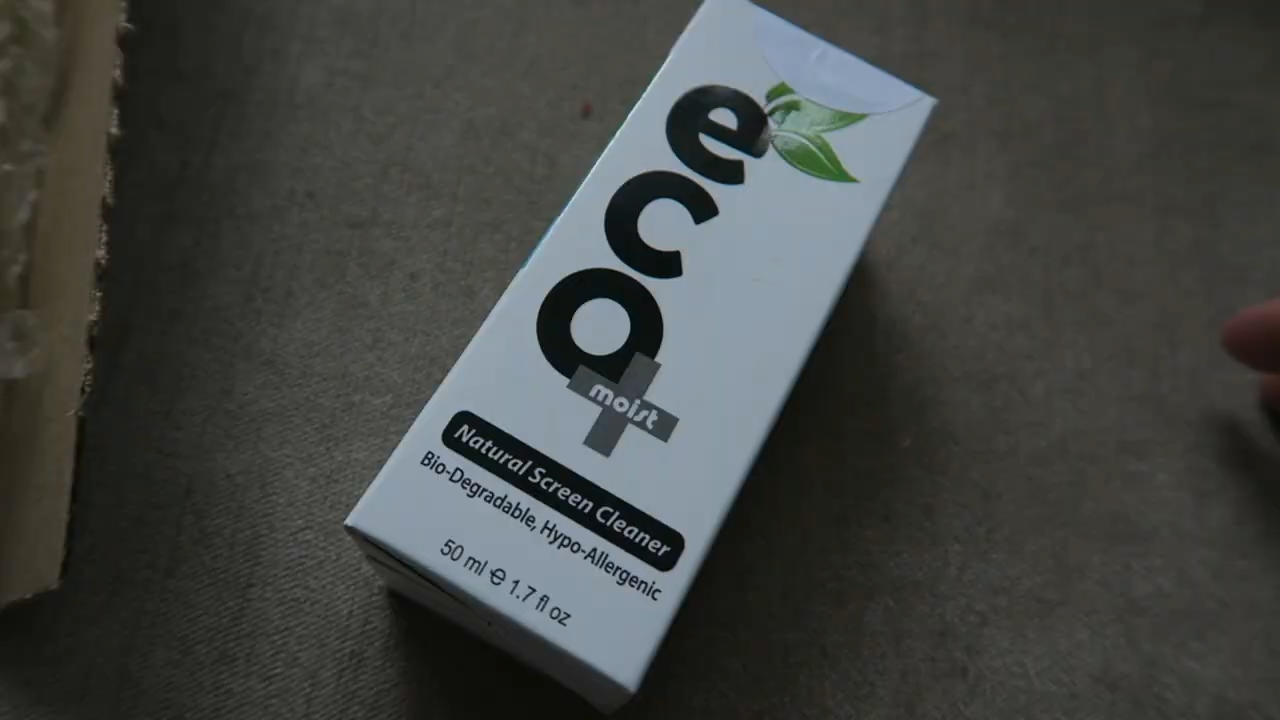 eco
moist
Natural Screen Cleaner
Bio-Degradable, Hypo-Allergenic
50 ml ℮ 1.7 fl oz